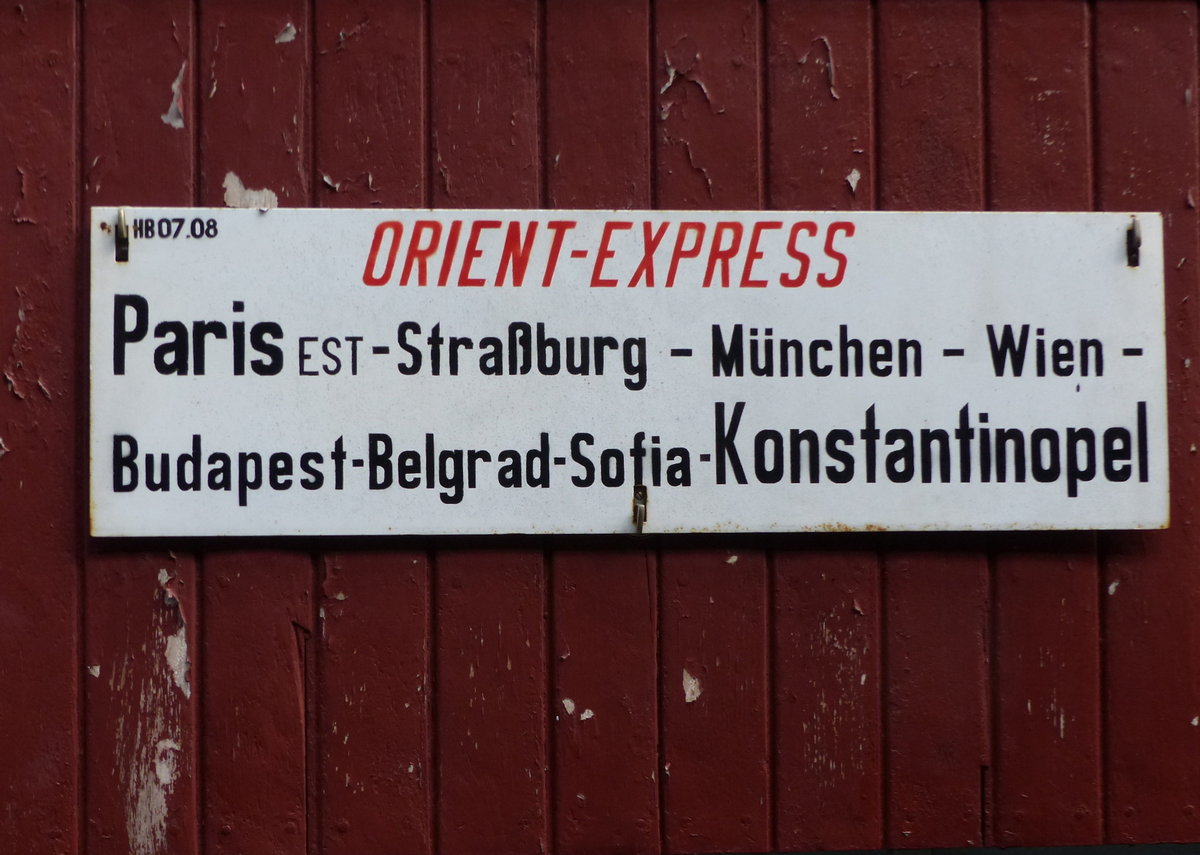 HB07.08
ORIENT-EXPRESS
Paris EST - Straßburg - München - Wien -
Budapest-Belgrad-Sofia-Konstantinopel